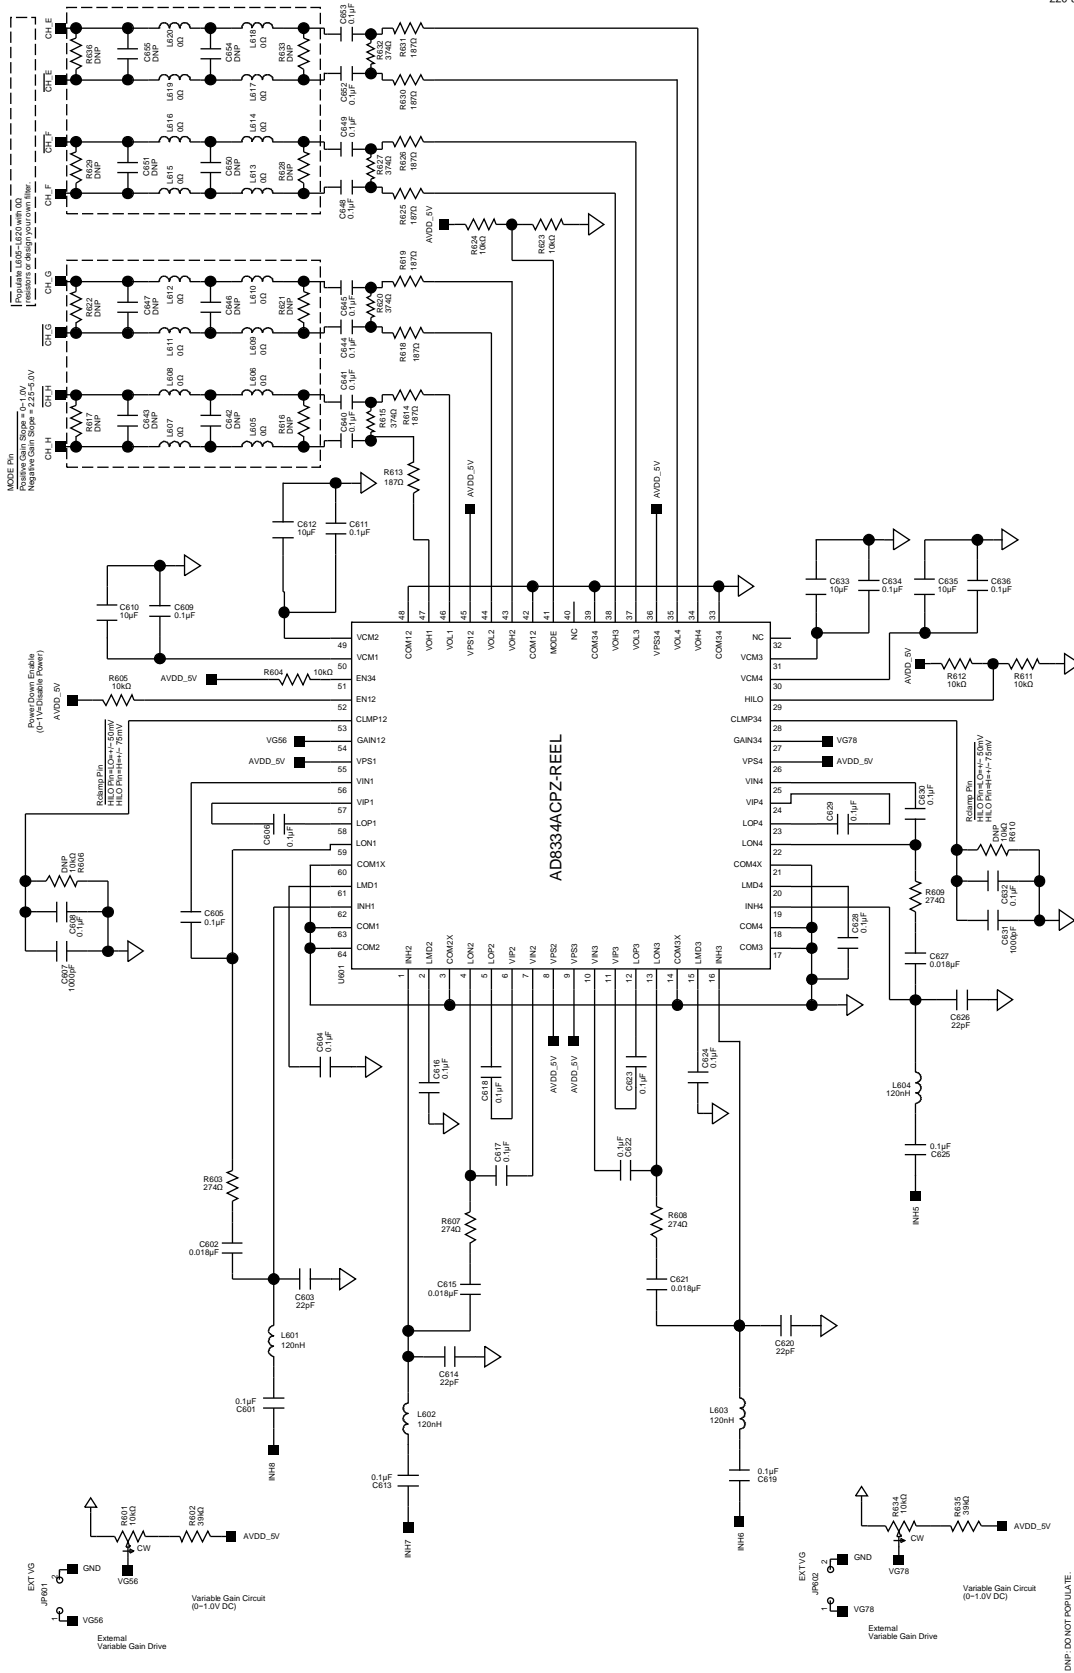 Populate L605–L620 with 0Ω
resistors or design your own filter.
CH_E
CH_E
CH_F
CH_F
CH_G
CH_G
CH_H
CH_H
R636
DNP
C655
DNP
L620
0Ω
C654
DNP
L618
0Ω
R633
DNP
L619
0Ω
L617
0Ω
C653
0.1µF
C652
0.1µF
R632
374Ω
R631
187Ω
R630
187Ω
R629
DNP
C651
DNP
L616
0Ω
L615
0Ω
C650
DNP
L614
0Ω
L613
0Ω
R628
DNP
C649
0.1µF
C648
0.1µF
R627
374Ω
R626
187Ω
R625
187Ω
AVDD_5V
R624
10kΩ
R623
10kΩ
R622
DNP
C647
DNP
L612
0Ω
L611
0Ω
C646
DNP
L610
0Ω
L609
0Ω
R621
DNP
C645
0.1µF
C644
0.1µF
R620
374Ω
R619
187Ω
R618
187Ω
MODE Pin
Positive Gain Slope = 0–1.0V
Negative Gain Slope = 2.25–5.0V
R617
DNP
C643
DNP
L608
0Ω
L607
0Ω
C642
DNP
L606
0Ω
L605
0Ω
R616
DNP
C641
0.1µF
C640
0.1µF
R615
374Ω
R614
187Ω
R613
187Ω
AVDD_5V
AVDD_5V
C612
10µF
C611
0.1µF
C610
10µF
C609
0.1µF
C633
10µF
C634
0.1µF
C635
10µF
C636
0.1µF
48
47
46
45
44
43
42
41
40
39
38
37
36
35
34
33
COM12
VOH1
VOL1
VPS12
VOL2
VOH2
COM12
MODE
NC
COM34
VOH3
VOL3
VPS34
VOL4
VOH4
COM34
VCM2
49
VCM1
50
EN34
51
EN12
52
CLMP12
53
GAIN12
54
VPS1
55
VIN1
56
VIP1
57
LOP1
58
LON1
59
COM1X
60
LMD1
61
INH1
62
COM1
63
COM2
64
NC
32
VCM3
31
VCM4
30
HILO
29
CLMP34
28
GAIN34
27
VPS4
26
VIN4
25
VIP4
24
LOP4
23
LON4
22
COM4X
21
LMD4
20
INH4
19
COM4
18
COM3
17
AD8334ACPZ-REEL
U601
INH2
LMD2
COM2X
LON2
LOP2
VIP2
VIN2
VPS2
VPS3
VIN3
VIP3
LOP3
LON3
COM3X
LMD3
INH3
1
2
3
4
5
6
7
8
9
10
11
12
13
14
15
16
Power Down Enable
(0–1V=Disable Power)
AVDD_5V
R605
10kΩ
AVDD_5V
R604
10kΩ
VG56
AVDD_5V
Rclamp Pin
HILO Pin=LO=+/– 50mV
HILO Pin=H=+/– 75mV
DNP
10kΩ
R606
C608
0.1µF
C607
1000pF
C606
0.1µF
C605
0.1µF
AVDD_5V
R612
10kΩ
R611
10kΩ
VG78
AVDD_5V
C630
0.1µF
C629
0.1µF
Rclamp Pin
HILO Pin=LO=+/– 50mV
HILO Pin=H=+/– 75mV
DNP
10kΩ
R610
C632
0.1µF
C631
1000pF
R609
274Ω
C628
0.1µF
C627
0.018µF
C626
22pF
L604
120nH
0.1µF
C625
INH5
C604
0.1µF
C616
0.1µF
C618
0.1µF
AVDD_5V
AVDD_5V
C623
0.1µF
C624
0.1µF
C617
0.1µF
0.1µF
C622
R603
274Ω
R607
274Ω
R608
274Ω
C602
0.018µF
C603
22pF
C615
0.018µF
C621
0.018µF
C620
22pF
L601
120nH
C614
22pF
0.1µF
C601
L602
120nH
L603
120nH
INH8
0.1µF
C613
0.1µF
C619
INH7
INH6
R601
10kΩ
R602
39kΩ
AVDD_5V
CW
VG56
EXT VG
JP601
2
1
GND
VG56
Variable Gain Circuit
(0–1.0V DC)
External
Variable Gain Drive
R634
10kΩ
R635
39kΩ
AVDD_5V
CW
VG78
EXT VG
JP602
2
1
GND
VG78
Variable Gain Circuit
(0–1.0V DC)
External
Variable Gain Drive
DNP: DO NOT POPULATE.